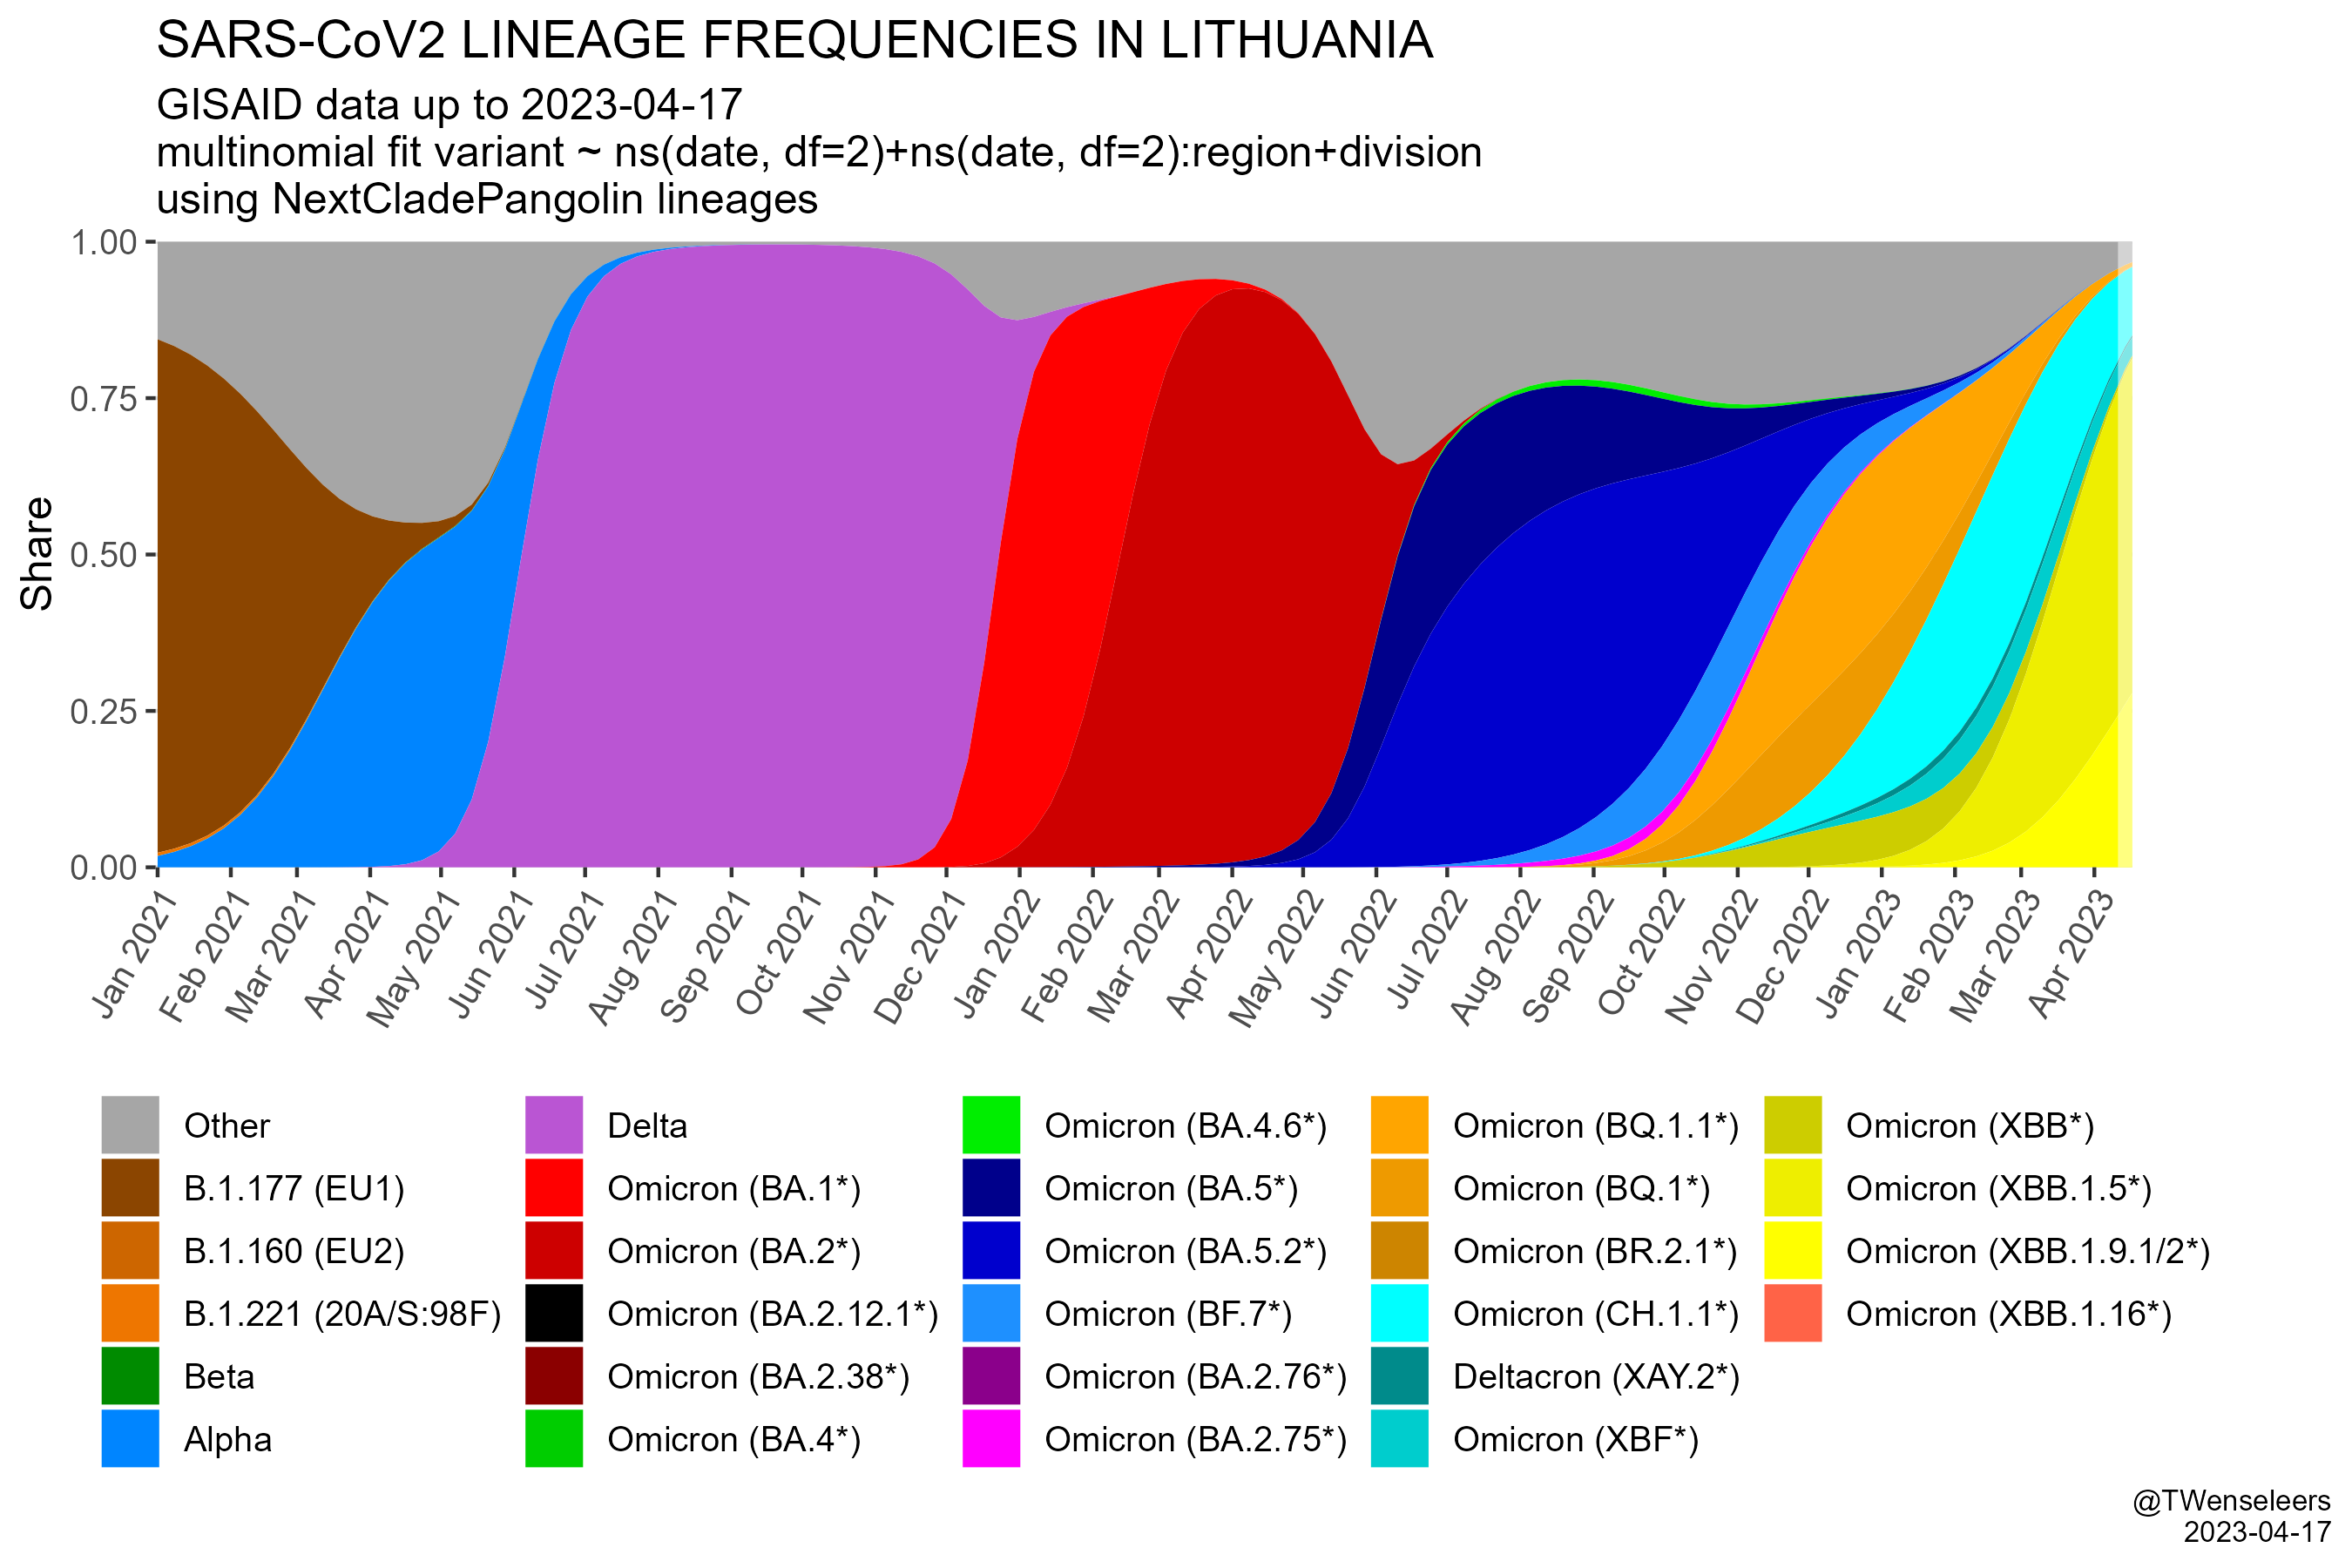 SARS-CoV2 LINEAGE FREQUENCIES IN LITHUANIA
GISAID data up to 2023-04-17
multinomial fit variant ~ ns(date, df=2)+ns(date, df=2):region+division
using NextCladePangolin lineages
Share
1.00
0.75
0.50
0.25
0.00
Jan 2021
Feb 2021
Mar 2021
Apr 2021
May 2021
Jun 2021
Jul 2021
Aug 2021
Sep 2021
Oct 2021
Nov 2021
Dec 2021
Jan 2022
Feb 2022
Mar 2022
Apr 2022
May 2022
Jun 2022
Jul 2022
Aug 2022
Sep 2022
Oct 2022
Nov 2022
Dec 2022
Jan 2023
Feb 2023
Mar 2023
Apr 2023
Other
B.1.177 (EU1)
B.1.160 (EU2)
B.1.221 (20A/S:98F)
Beta
Alpha
Delta
Omicron (BA.1*)
Omicron (BA.2*)
Omicron (BA.2.12.1*)
Omicron (BA.2.38*)
Omicron (BA.4*)
Omicron (BA.4.6*)
Omicron (BA.5*)
Omicron (BA.5.2*)
Omicron (BF.7*)
Omicron (BA.2.76*)
Omicron (BA.2.75*)
Omicron (BQ.1.1*)
Omicron (BQ.1*)
Omicron (BR.2.1*)
Omicron (CH.1.1*)
Deltacron (XAY.2*)
Omicron (XBF*)
Omicron (XBB*)
Omicron (XBB.1.5*)
Omicron (XBB.1.9.1/2*)
Omicron (XBB.1.16*)
@TWenseleers
2023-04-17